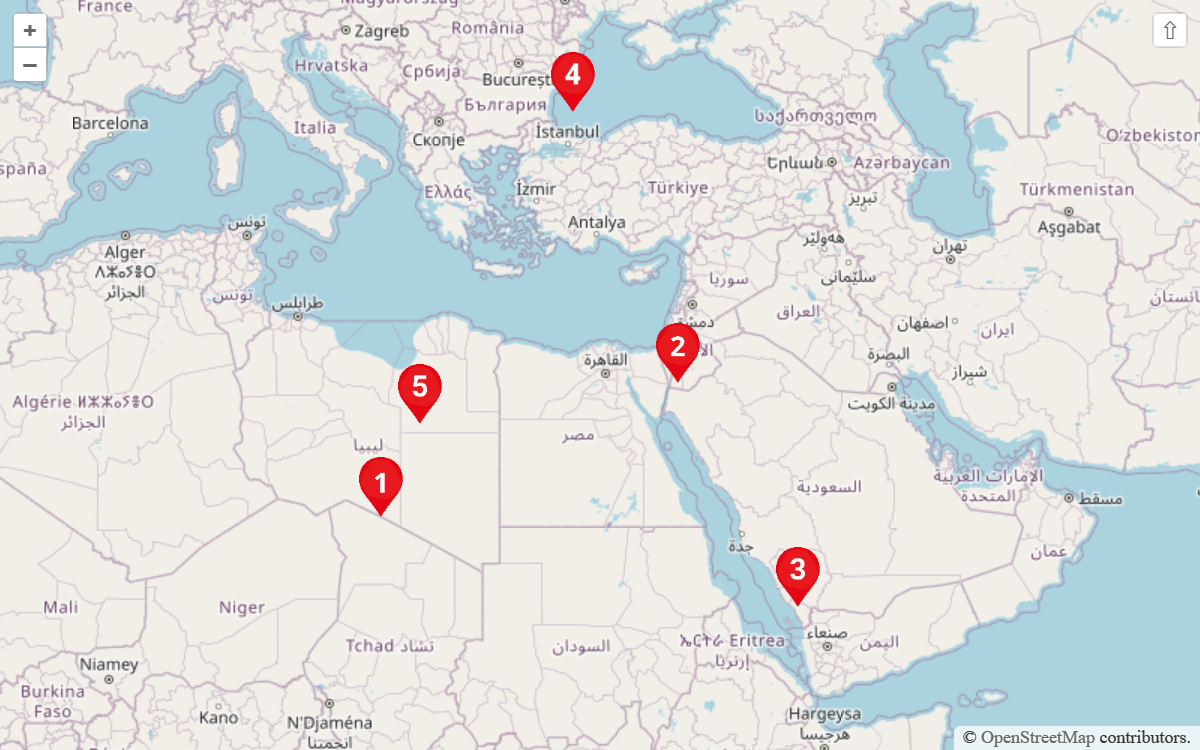 France
Magyarország
+
⇧
Zagreb
România
−
Hrvatska
Србија
București
4
България
Barcelona
Italia
Скопје
İstanbul
საქართველო
Oʻzbekiston
Երևան
Azərbaycan
España
Ελλάς
İzmir
Türkiye
Türkmenistan
تبریز
Antalya
Aşgabat
تونس
هەولێر
تهران
Alger
ⴷⵣⴰⵢⴻⵔ
الجزائر
سوريا
سلێمانی
تونس
طرابلس
دمشق
العراق
اصفهان
ایران
2
القاهرة
البصرة
شیراز
5
Algérie ⵍⵣⵣⴰⵢⴻⵔ
الجزائر
مدينة الكويت
ليبيا
مصر
1
السعودية
الإمارات العربية
المتحدة
مسقط
جدة
عمان
3
Mali
Niger
Tchad تشاد
السودان
ኤርትራ Eritrea
إرتريا
صنعاء
اليمن
Niamey
Burkina
Faso
Kano
N'Djaména
انجمينا
Hargeysa
هرجيسا
© OpenStreetMap contributors.